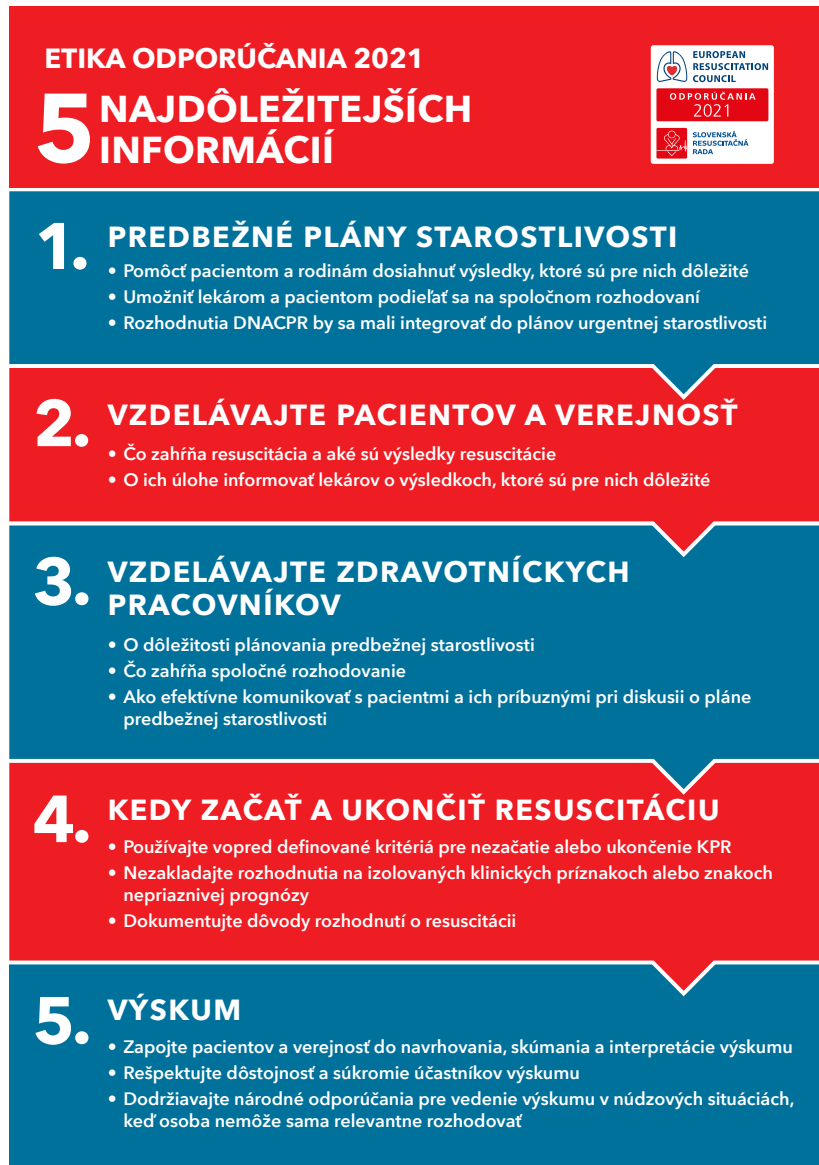 ETIKA ODPORÚČANIA 2021
5 NAJDÔLEŽITEJŠÍCH
INFORMÁCIÍ
EUROPEAN
RESUSCITATION
COUNCIL
ODPORÚČANIA
2021
SLOVENSKÁ
RESUSCITAČNÁ
RADA
1. PREDBEŽNÉ PLÁNY STAROSTLIVOSTI
• Pomôcť pacientom a rodinám dosiahnuť výsledky, ktoré sú pre nich dôležité
• Umožniť lekárom a pacientom podieľať sa na spoločnom rozhodovaní
• Rozhodnutia DNACPR by sa mali integrovať do plánov urgentnej starostlivosti
2. VZDELÁVAJTE PACIENTOV A VEREJNOSŤ
• Čo zahŕňa resuscitácia a aké sú výsledky resuscitácie
• O ich úlohe informovať lekárov o výsledkoch, ktoré sú pre nich dôležité
3. VZDELÁVAJTE ZDRAVOTNÍCKYCH
PRACOVNÍKOV
• O dôležitosti plánovania predbežnej starostlivosti
• Čo zahŕňa spoločné rozhodovanie
• Ako efektívne komunikovať s pacientmi a ich príbuznými pri diskusii o pláne
predbežnej starostlivosti
4. KEDY ZAČAŤ A UKONČIŤ RESUSCITÁCIU
• Používajte vopred definované kritériá pre nezačatie alebo ukončenie KPR
• Nezakladajte rozhodnutia na izolovaných klinických príznakoch alebo znakoch
nepriaznivej prognózy
• Dokumentujte dôvody rozhodnutí o resuscitácii
5. VÝSKUM
• Zapojte pacientov a verejnosť do navrhovania, skúmania a interpretácie výskumu
• Rešpektujte dôstojnosť a súkromie účastníkov výskumu
• Dodržiavajte národné odporúčania pre vedenie výskumu v núdzových situáciách,
keď osoba nemôže sama relevantne rozhodovať